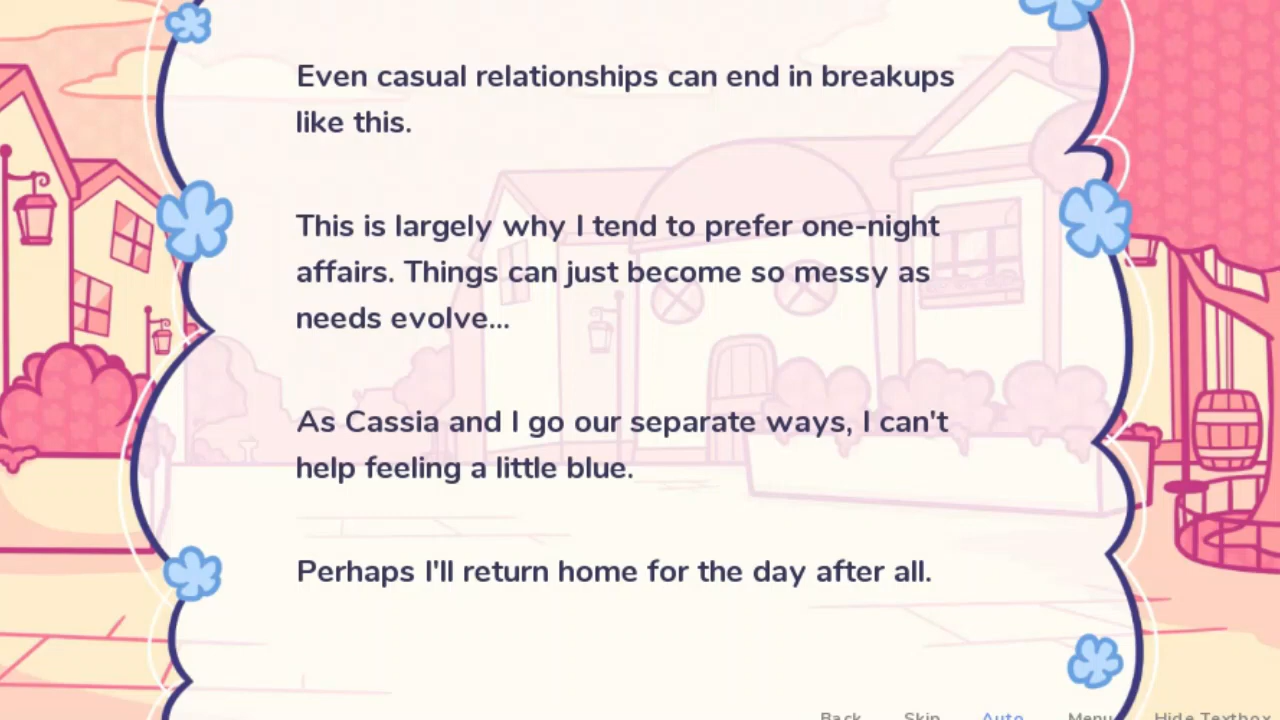 Even casual relationships can end in breakups
like this.
This is largely why I tend to prefer one-night
affairs. Things can just become so messy as
needs evolve...
As Cassia and I go our separate ways, I can't
help feeling a little blue.
Perhaps I'll return home for the day after all.
Back Skip Auto Menu Hide Textbox